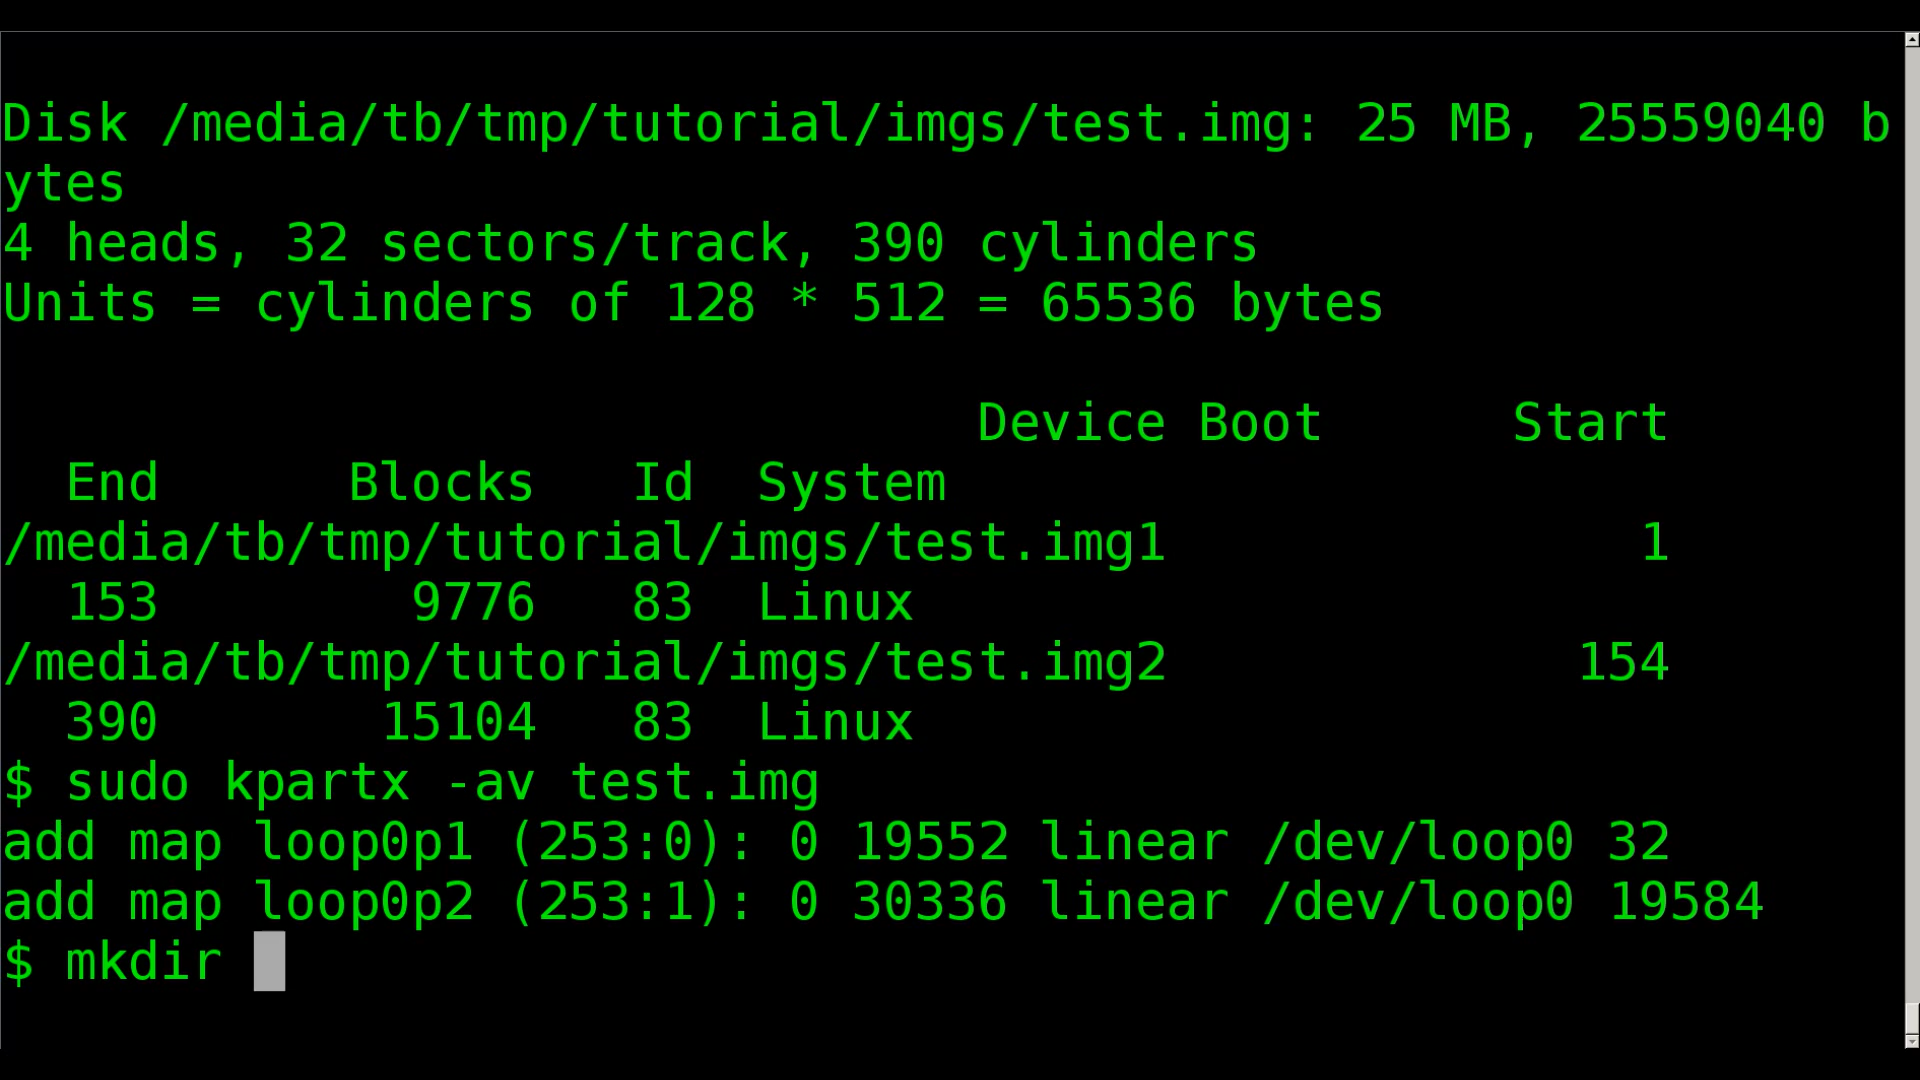 Disk /media/tb/tmp/tutorial/imgs/test.img: 25 MB, 25559040 b
ytes
4 heads, 32 sectors/track, 390 cylinders
Units = cylinders of 128 * 512 = 65536 bytes
Device Boot      Start
End      Blocks   Id  System
/media/tb/tmp/tutorial/imgs/test.img1               1
153        9776   83  Linux
/media/tb/tmp/tutorial/imgs/test.img2             154
390       15104   83  Linux
$ sudo kpartx -av test.img
add map loop0p1 (253:0): 0 19552 linear /dev/loop0 32
add map loop0p2 (253:1): 0 30336 linear /dev/loop0 19584
$ mkdir